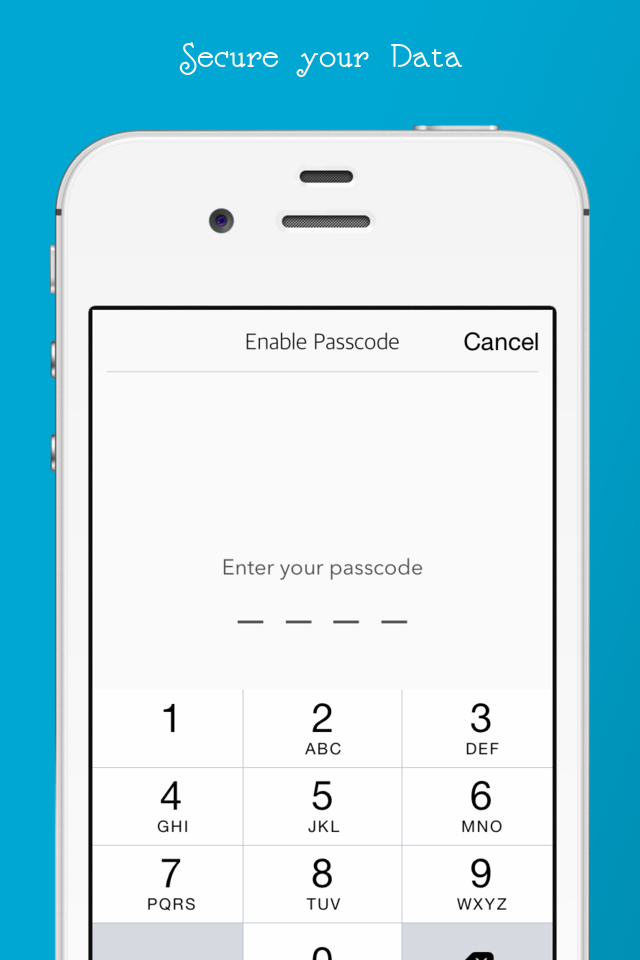 Secure your Data
Enable Passcode Cancel
Enter your passcode
1 2 3
ABC DEF
4 5 6
GHI JKL MNO
7 8 9
PQRS TUV WXYZ
0